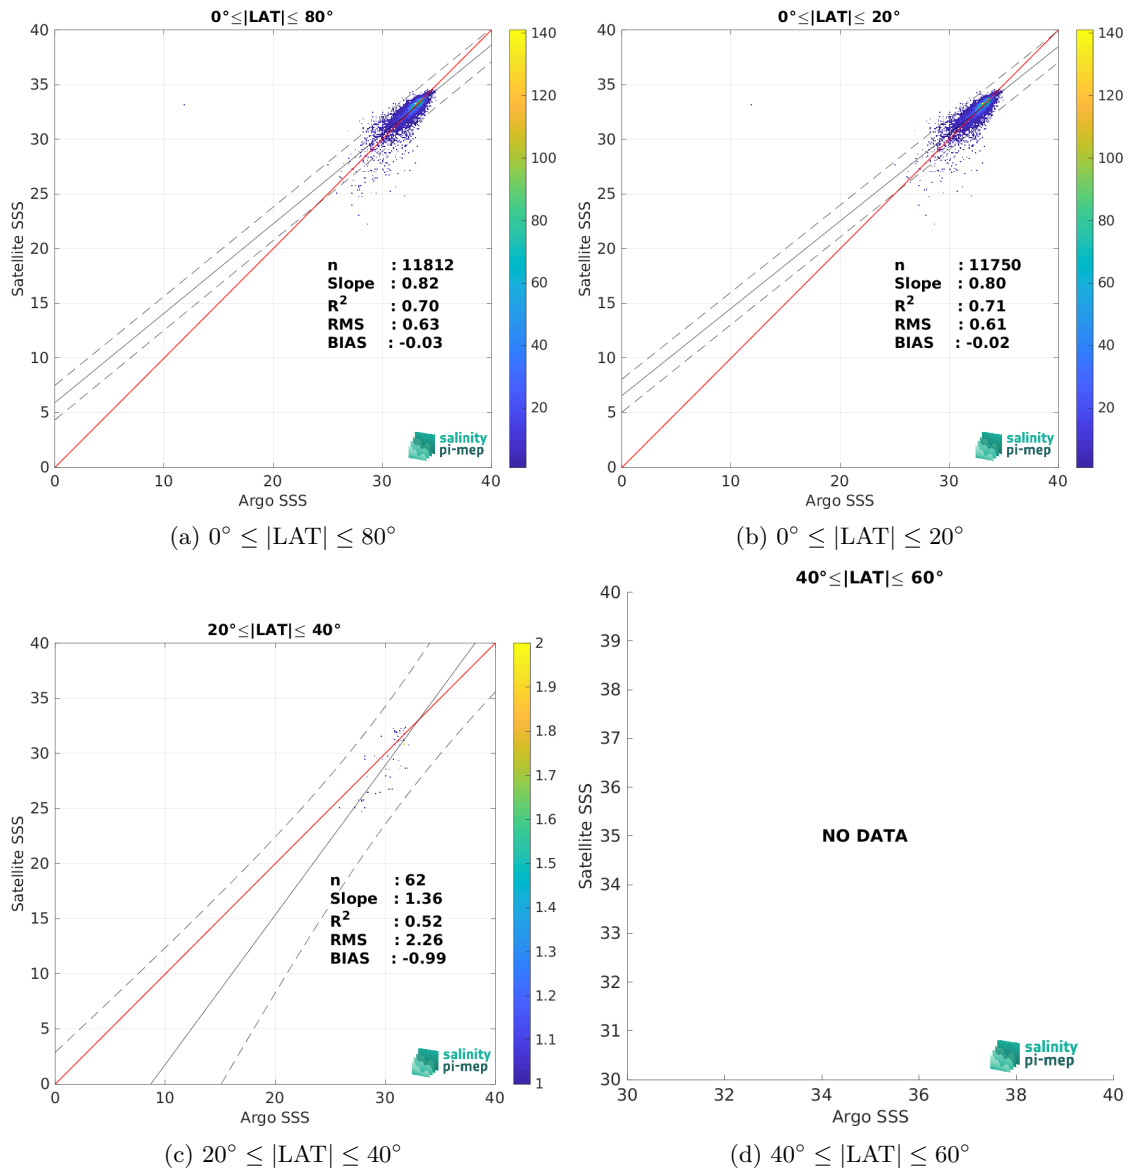 0°≤|LAT|≤ 80°
40
35
30
25
20
15
10
5
0
Satellite SSS
0
10
20
30
40
Argo SSS
140
120
100
80
60
40
20
n : 11812
Slope : 0.82
R² : 0.70
RMS : 0.63
BIAS : -0.03
salinity
pi-mep
(a) 0° ≤ |LAT| ≤ 80°
0°≤|LAT|≤ 20°
40
35
30
25
20
15
10
5
0
Satellite SSS
0
10
20
30
40
Argo SSS
140
120
100
80
60
40
20
n : 11750
Slope : 0.80
R² : 0.71
RMS : 0.61
BIAS : -0.02
salinity
pi-mep
(b) 0° ≤ |LAT| ≤ 20°
20°≤|LAT|≤ 40°
40
35
30
25
20
15
10
5
0
Satellite SSS
0
10
20
30
40
Argo SSS
2
1.9
1.8
1.7
1.6
1.5
1.4
1.3
1.2
1.1
1
n : 62
Slope : 1.36
R² : 0.52
RMS : 2.26
BIAS : -0.99
salinity
pi-mep
(c) 20° ≤ |LAT| ≤ 40°
40°≤|LAT|≤ 60°
40
39
38
37
36
35
34
33
32
31
30
Satellite SSS
NO DATA
30
32
34
36
38
40
Argo SSS
salinity
pi-mep
(d) 40° ≤ |LAT| ≤ 60°